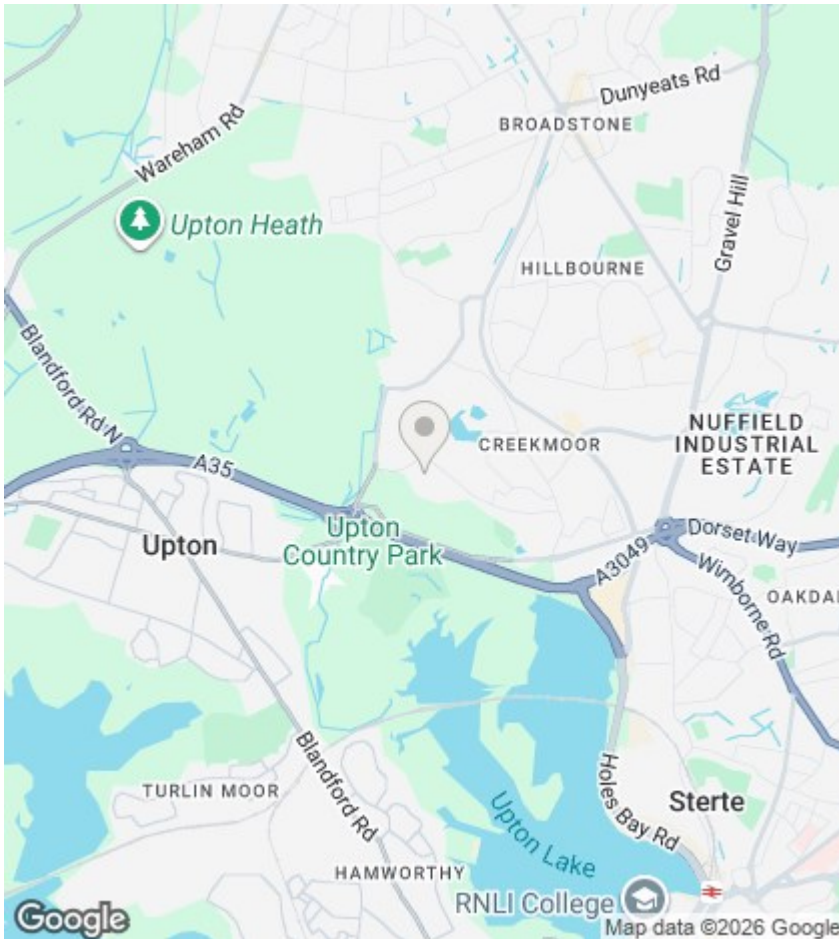 Dunyeats Rd
BROADSTONE
Wareham Rd
Upton Heath
Gravel Hill
HILLBOURNE
Blandford Rd N
NUFFIELD
INDUSTRIAL
ESTATE
CREEKMOOR
A35
Upton
Country Park
Upton
Dorset Way
A3049
Wimborne Rd
OAKDAL
Blandford Rd
Holes Bay Rd
TURLIN MOOR
Sterte
Upton Lake
HAMWORTHY
RNLI College
Google
Map data ©2026 Google